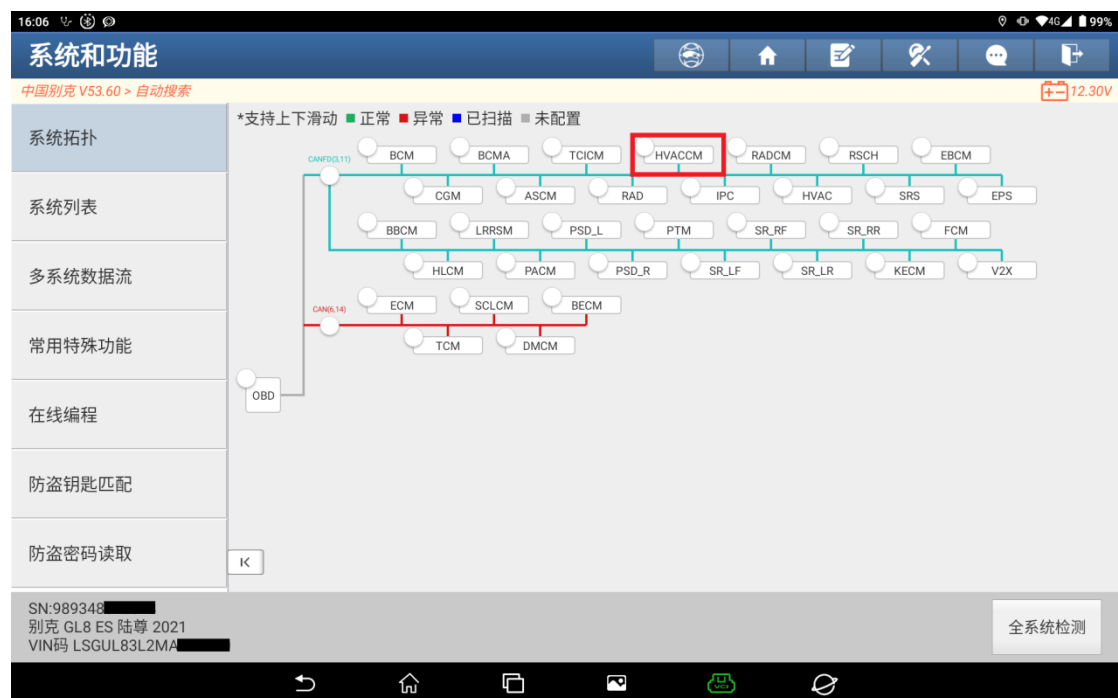 16:06
4G 99%
系统和功能
中国别克 V53.60 > 自动搜索
12.30V
系统拓扑
系统列表
多系统数据流
常用特殊功能
在线编程
防盗钥匙匹配
防盗密码读取
*支持上下滑动 正常 异常 已扫描 未配置
CANFD(3,11)
BCM BCMA TCICM HVACCM RADCM RSCH EBCM
CGM ASCM RAD IPC HVAC SRS EPS
BBCM LRRSM PSD_L PTM SR_RF SR_RR FCM
HLCM PACM PSD_R SR_LF SR_LR KECM V2X
CAN(6,14)
ECM SCLCM BECM
TCM DMCM
OBD
SN:989348
别克 GL8 ES 陆尊 2021
VIN码 LSGUL83L2MA
全系统检测
VCI